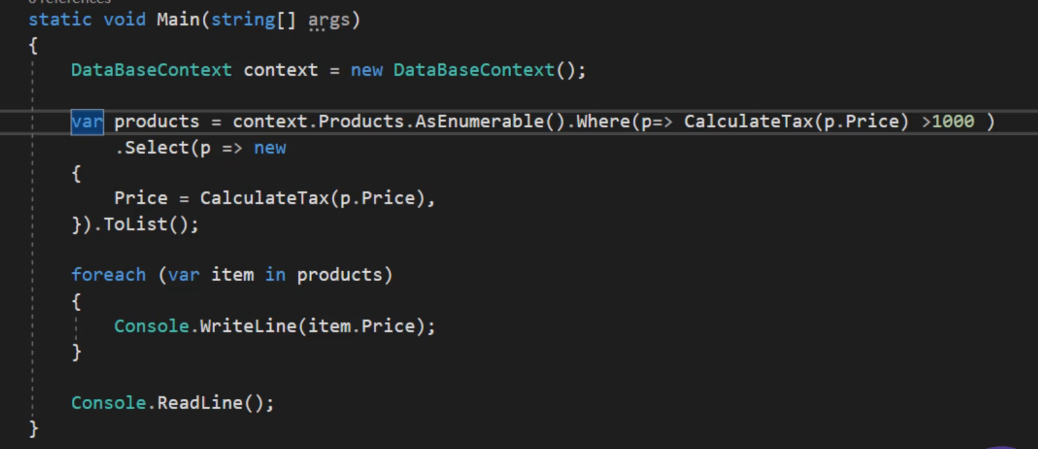 0 references
static void Main(string[] args)
{
DataBaseContext context = new DataBaseContext();
var products = context.Products.AsEnumerable().Where(p=> CalculateTax(p.Price) >1000 )
.Select(p => new
{
Price = CalculateTax(p.Price),
}).ToList();
foreach (var item in products)
{
Console.WriteLine(item.Price);
}
Console.ReadLine();
}